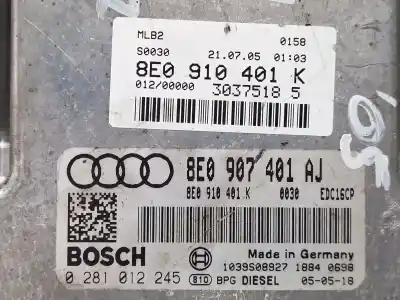 MLB2 0158
S0030 21.07.05 01:03
8E0 910 401 K
012/00000 3037518 5
8E0 907 401 AJ
8E0 910 401 K 0030 EDC16CP
BOSCH Made in Germany
1039S08927 1884 0698
0 281 012 245 810 BPG DIESEL 05-05-18